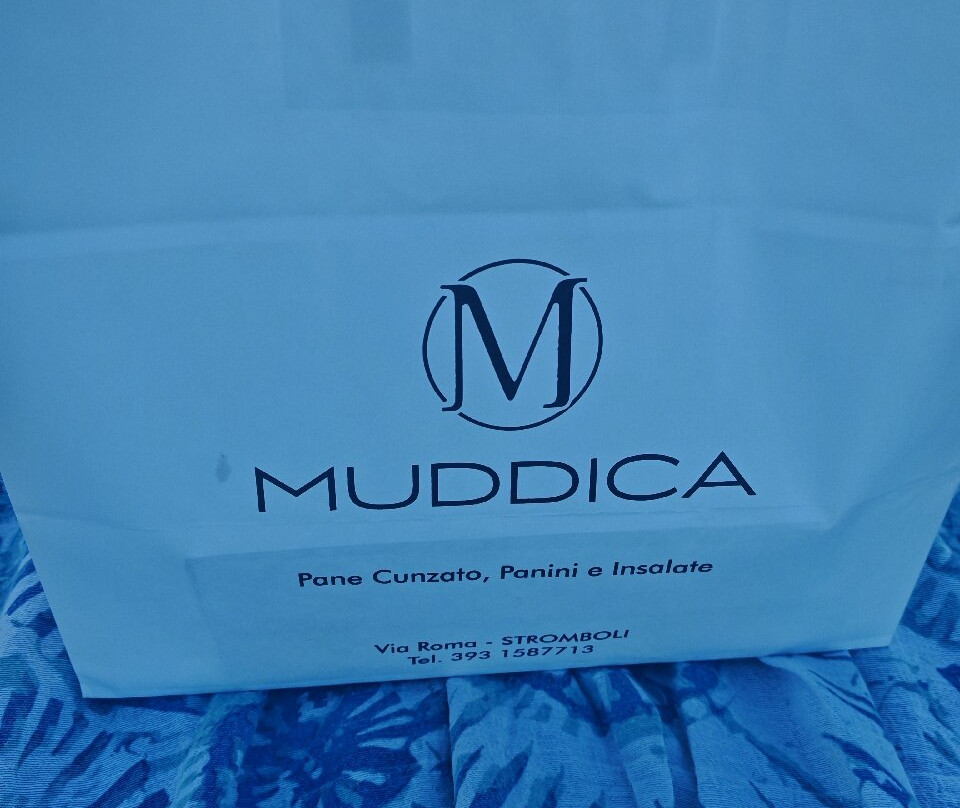 M
MUDDICA
Pane Cunzato, Panini e Insalate
Via Roma - STROMBOLI
Tel. 393 1587713